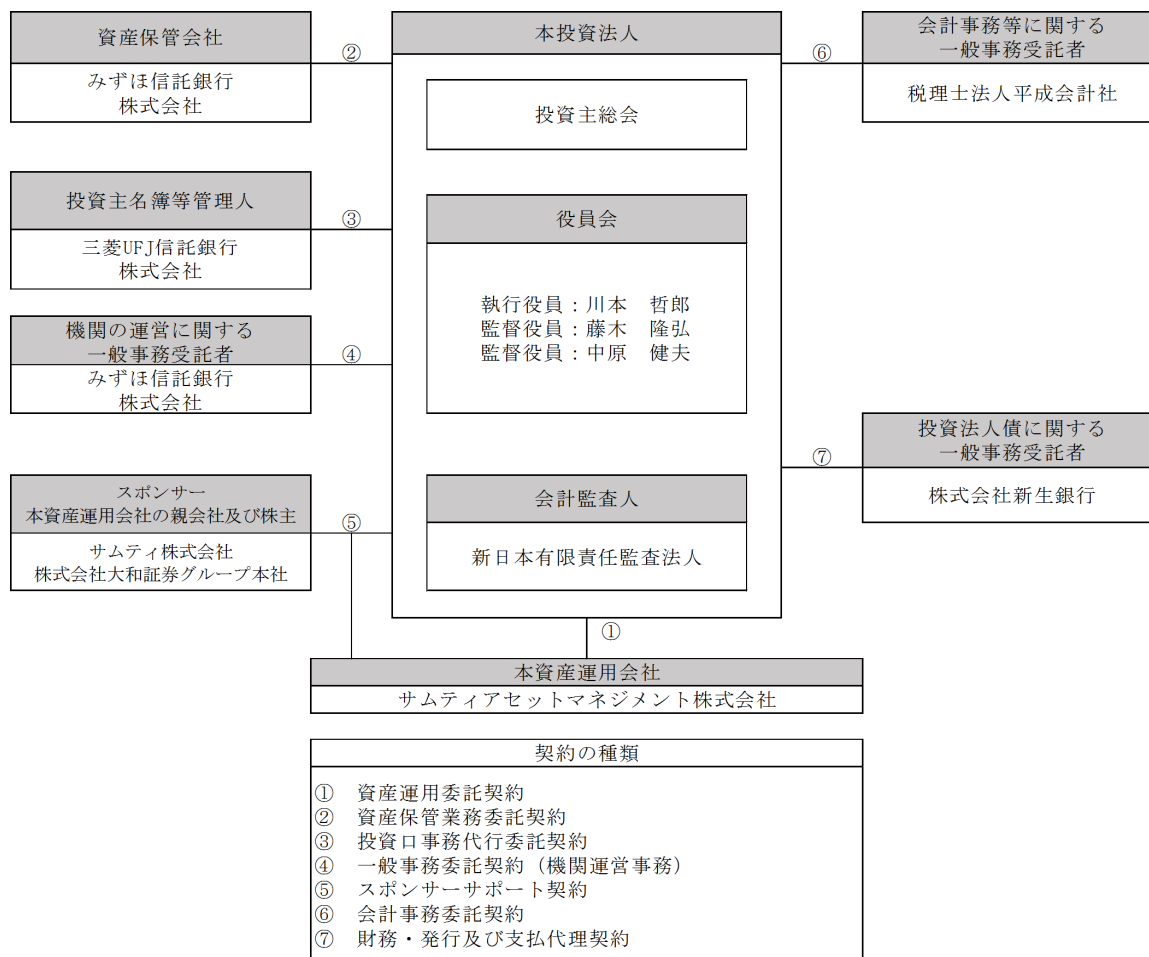 資産保管会社
みずほ信託銀行
株式会社
②
投資主名簿等管理人
三菱UFJ信託銀行
株式会社
③
機関の運営に関する
一般事務受託者
みずほ信託銀行
株式会社
④
スポンサー
本資産運用会社の親会社及び株主
サムティ株式会社
株式会社大和証券グループ本社
⑤
本投資法人
投資主総会
役員会
執行役員：川本　哲郎
監督役員：藤木　隆弘
監督役員：中原　健夫
会計監査人
新日本有限責任監査法人
⑥
会計事務等に関する
一般事務受託者
税理士法人平成会計社
⑦
投資法人債に関する
一般事務受託者
株式会社新生銀行
①
本資産運用会社
サムティアセットマネジメント株式会社
契約の種類
①　資産運用委託契約
②　資産保管業務委託契約
③　投資口事務代行委託契約
④　一般事務委託契約（機関運営事務）
⑤　スポンサーサポート契約
⑥　会計事務委託契約
⑦　財務・発行及び支払代理契約